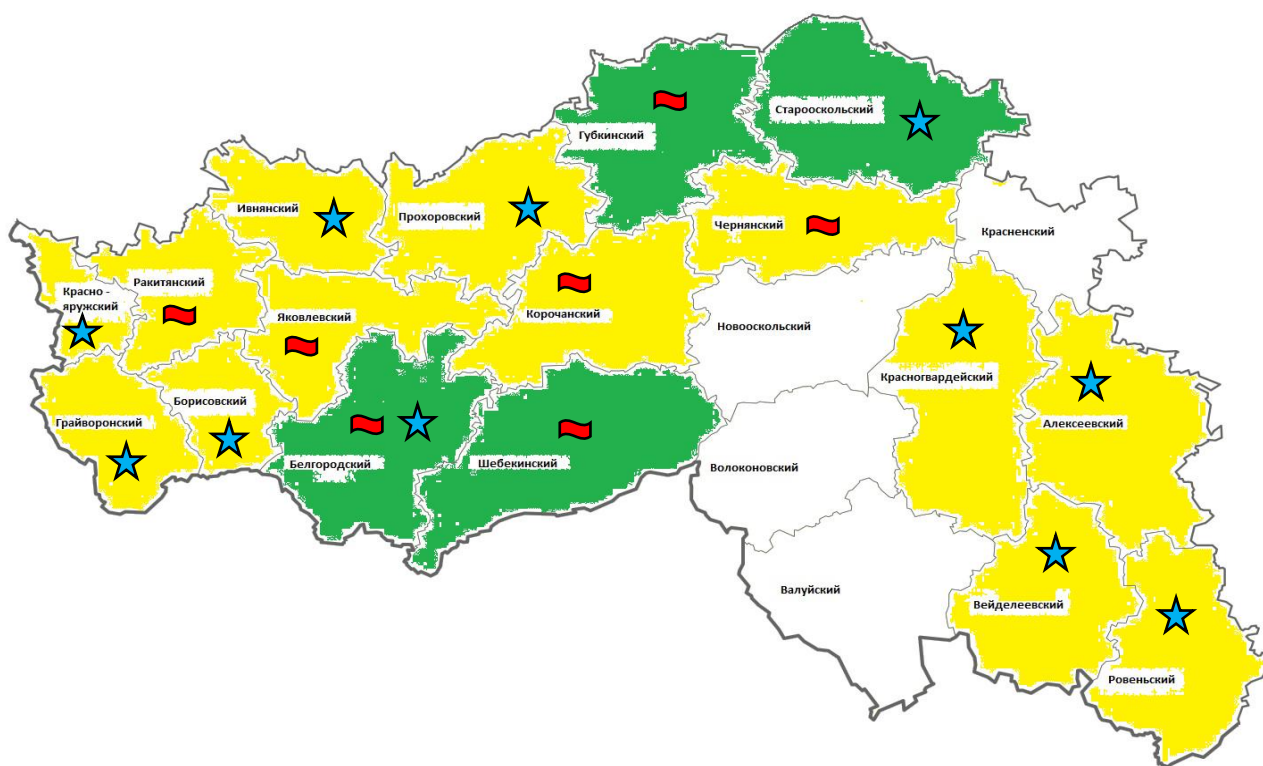 Старооскольский
Губкинский
Ивнянский
Прохоровский
Чернянский
Красненский
Ракитянский
Красно -
яружский
Яковлевский
Корочанский
Новооскольский
Красногвардейский
Борисовский
Грайворонский
Алексеевский
Белгородский
Шебекинский
Волоконовский
Валуйский
Вейделеевский
Ровеньский